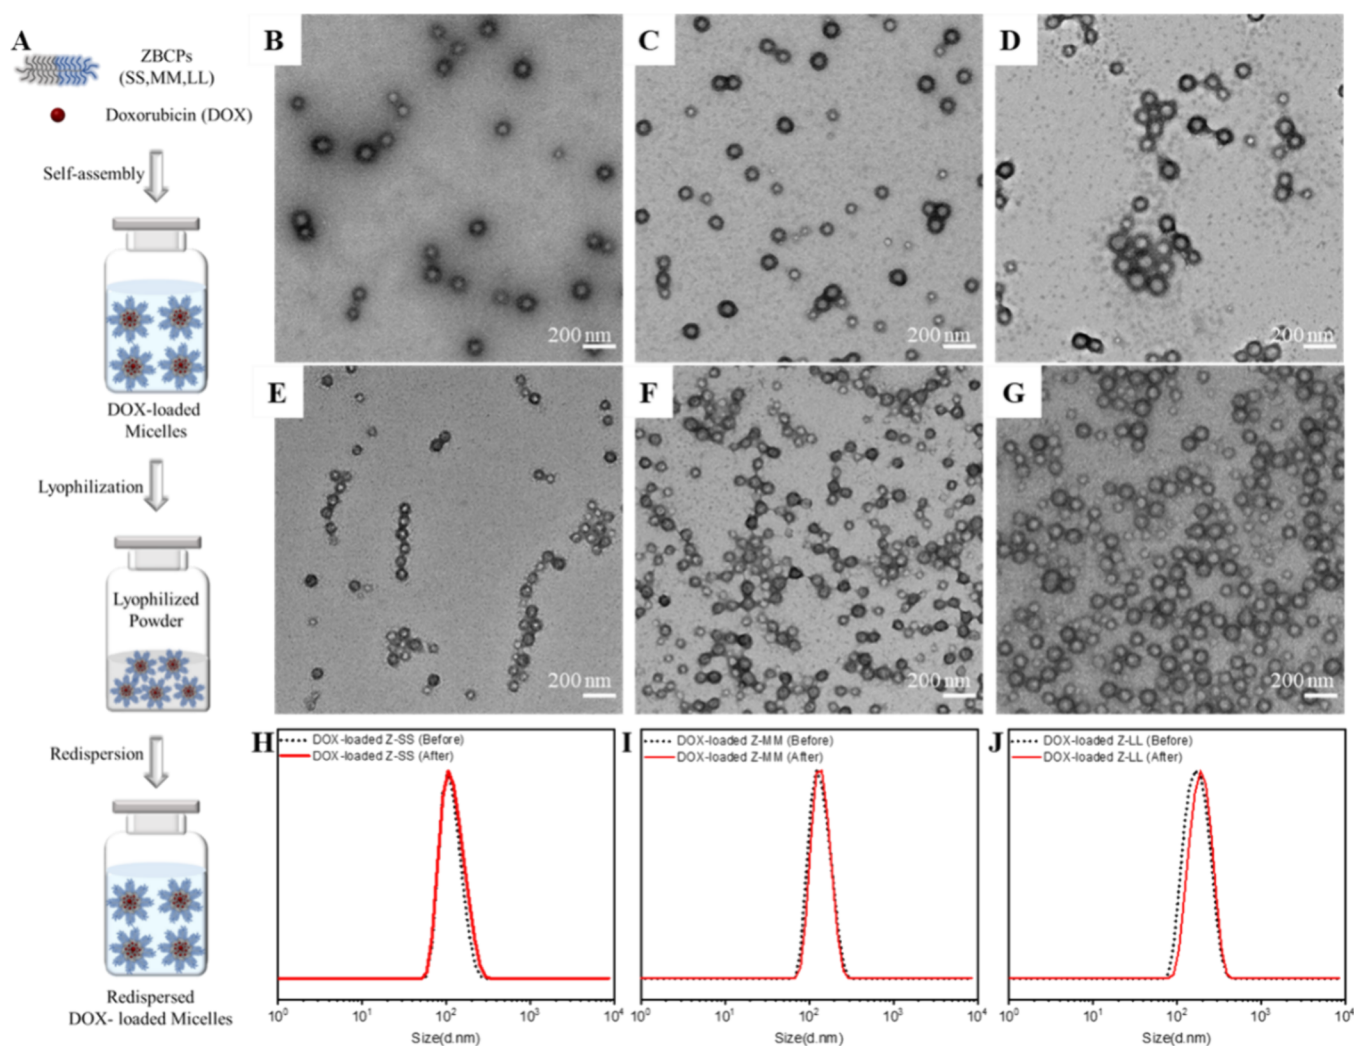 A
ZBCPs
(SS,MM,LL)
Doxorubicin (DOX)
Self-assembly
DOX-loaded
Micelles
Lyophilization
Lyophilized
Powder
Redispersion
Redispersed
DOX- loaded Micelles
B
200 nm
C
200 nm
D
200 nm
E
200 nm
F
200 nm
G
200 nm
H
DOX-loaded Z-SS (Before)
DOX-loaded Z-SS (After)
10⁰ 10¹ 10² 10³ 10⁴
Size(d.nm)
I
DOX-loaded Z-MM (Before)
DOX-loaded Z-MM (After)
10⁰ 10¹ 10² 10³ 10⁴
Size(d.nm)
J
DOX-loaded Z-LL (Before)
DOX-loaded Z-LL (After)
10⁰ 10¹ 10² 10³ 10⁴
Size(d.nm)